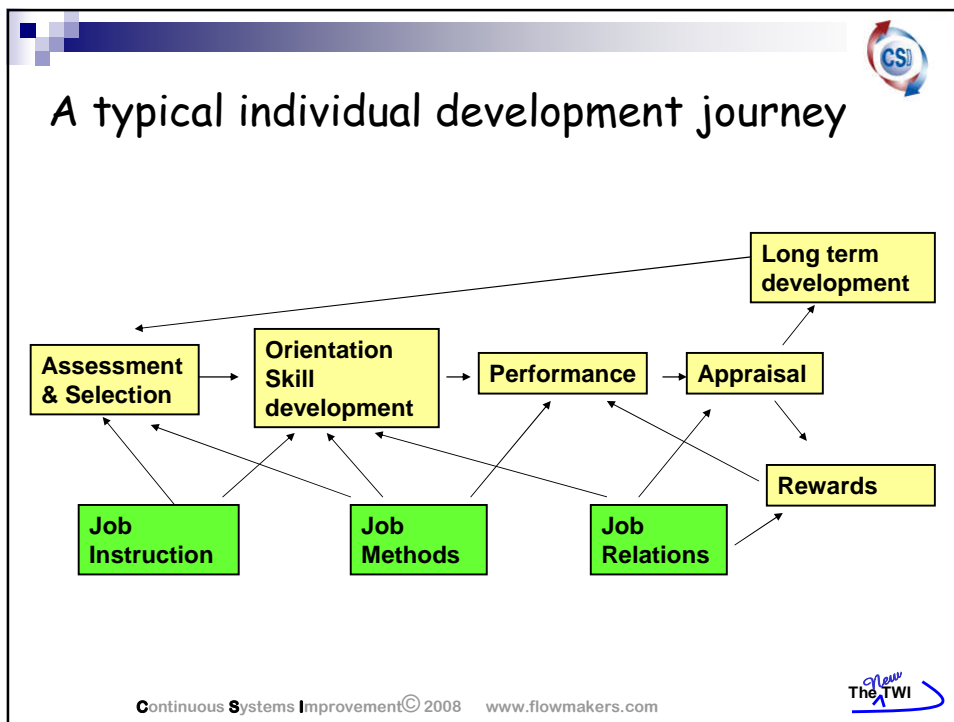 CSI
A typical individual development journey
Long term
development
Assessment
& Selection
Orientation
Skill
development
Performance
Appraisal
Rewards
Job
Instruction
Job
Methods
Job
Relations
Continuous Systems Improvement© 2008 www.flowmakers.com
The New TWI